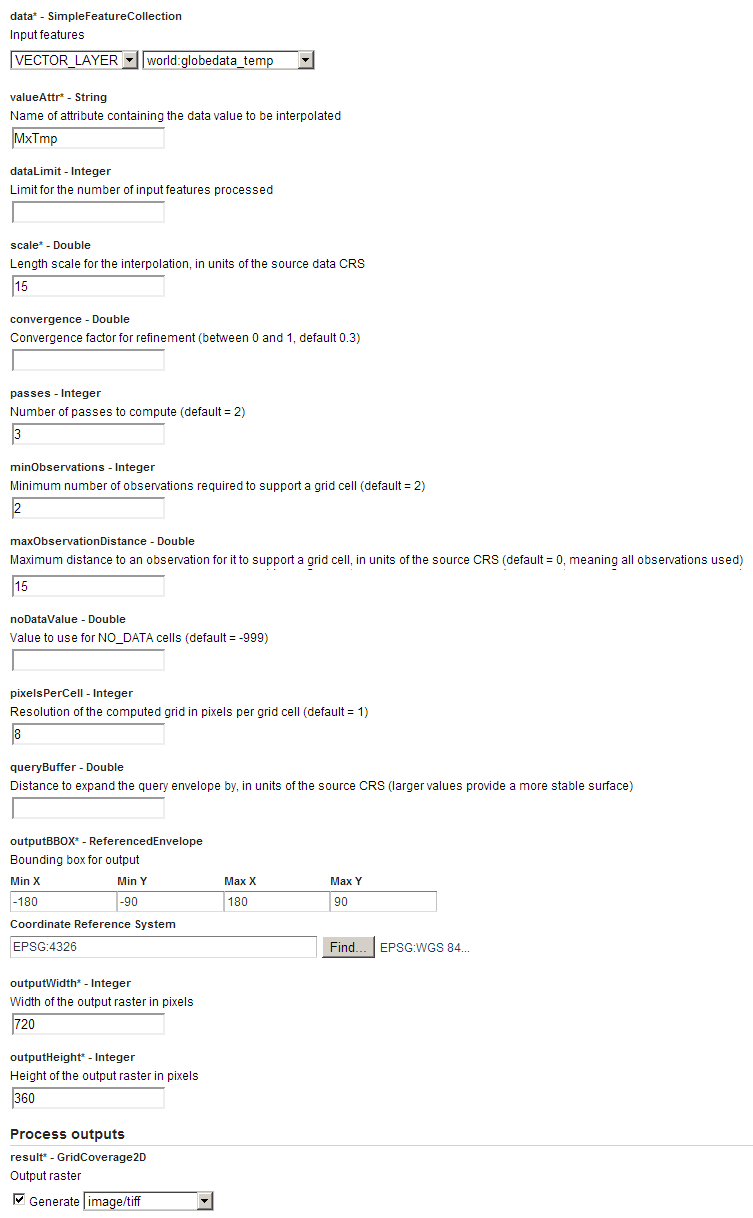 data* - SimpleFeatureCollection
Input features
VECTOR_LAYER world:globedata_temp
valueAttr* - String
Name of attribute containing the data value to be interpolated
MxTmp
dataLimit - Integer
Limit for the number of input features processed
scale* - Double
Length scale for the interpolation, in units of the source data CRS
15
convergence - Double
Convergence factor for refinement (between 0 and 1, default 0.3)
passes - Integer
Number of passes to compute (default = 2)
3
minObservations - Integer
Minimum number of observations required to support a grid cell (default = 2)
2
maxObservationDistance - Double
Maximum distance to an observation for it to support a grid cell, in units of the source CRS (default = 0, meaning all observations used)
15
noDataValue - Double
Value to use for NO_DATA cells (default = -999)
pixelsPerCell - Integer
Resolution of the computed grid in pixels per grid cell (default = 1)
8
queryBuffer - Double
Distance to expand the query envelope by, in units of the source CRS (larger values provide a more stable surface)
outputBBOX* - ReferencedEnvelope
Bounding box for output
Min X Min Y Max X Max Y
-180 -90 180 90
Coordinate Reference System
EPSG:4326 Find... EPSG:WGS 84...
outputWidth* - Integer
Width of the output raster in pixels
720
outputHeight* - Integer
Height of the output raster in pixels
360
Process outputs
result* - GridCoverage2D
Output raster
Generate image/tiff